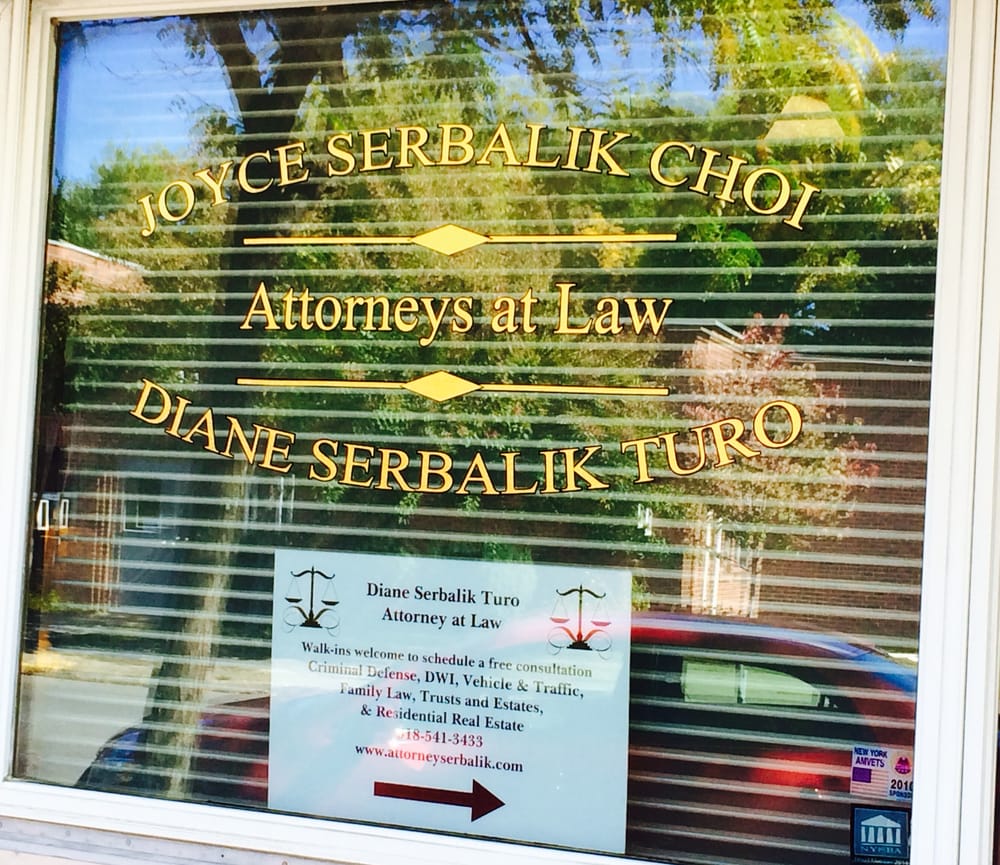 JOYCE SERBALIK CHOI
Attorneys at Law
DIANE SERBALIK TURO
Diane Serbalik Turo
Attorney at Law
Walk-ins welcome to schedule a free consultation
Criminal Defense, DWI, Vehicle & Traffic,
Family Law, Trusts and Estates,
& Residential Real Estate
518-541-3433
www.attorneyserbalik.com
NEW YORK
AMVETS
NYSBA